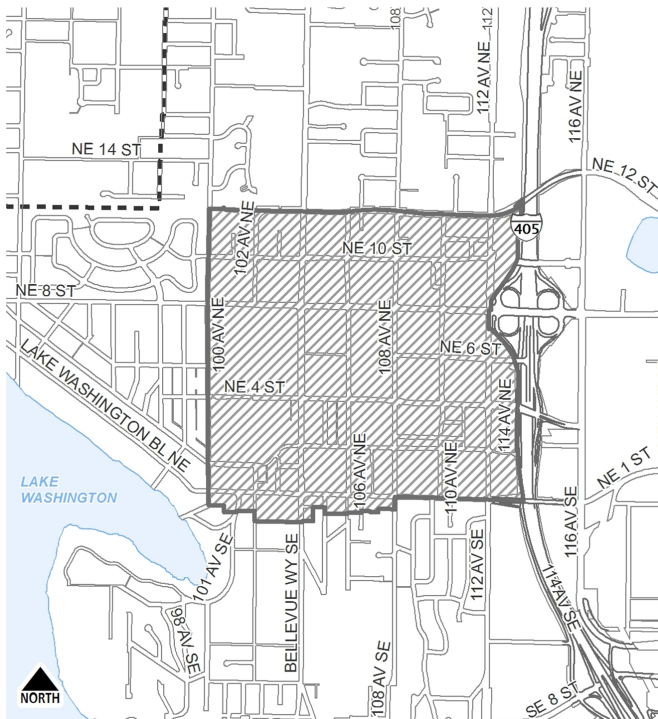 108
112
112 AV NE
116 AV NE
NE 14 ST
NE 12 ST
405
102 AV NE
NE 10 ST
NE 8 ST
100 AV NE
108 AV NE
NE 6 ST
LAKE WASHINGTON BL NE
NE 4 ST
114 AV NE
106 AV NE
110 AV NE
NE 1 ST
LAKE
WASHINGTON
116 AV SE
101 AV SE
BELLEVUE WY SE
112 AV SE
114 AV SE
98 AV SE
108 AV SE
SE 8 ST
NORTH